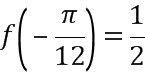 f(−π/12) = 1/2